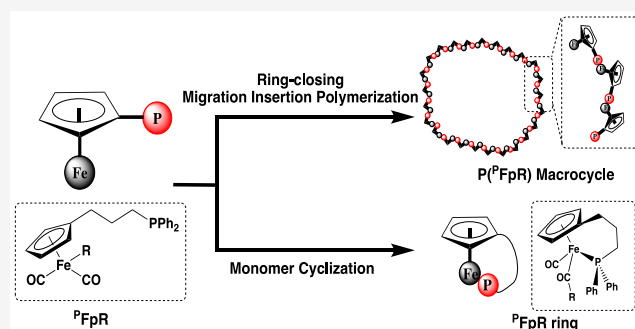 Ring-closing
Migration Insertion Polymerization
P
Fe
P(PFpR) Macrocycle
PPh2
R
Fe
OC
CO
PFpR
Monomer Cyclization
Fe
P
Fe
P
CO
OC
R
Ph
Ph
PFpR ring